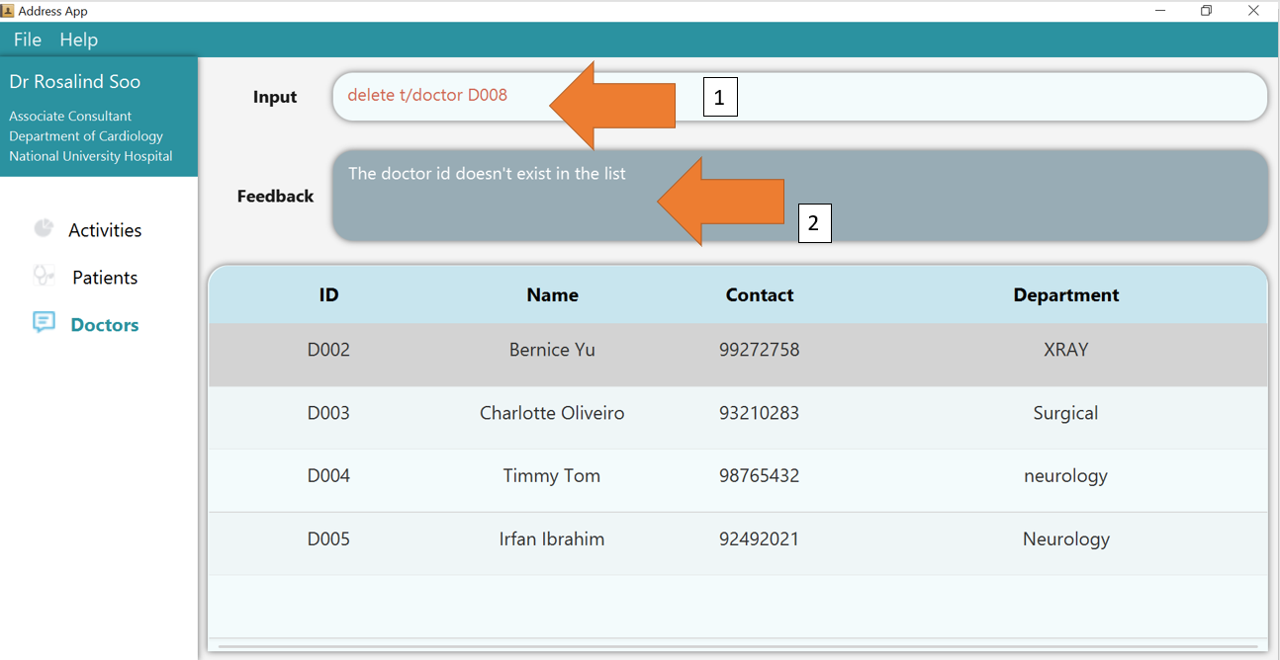 Address App
File Help
Dr Rosalind Soo
Associate Consultant
Department of Cardiology
National University Hospital
Activities
Patients
Doctors
Input delete t/doctor D008 1
Feedback The doctor id doesn't exist in the list 2
ID Name Contact Department
D002 Bernice Yu 99272758 XRAY
D003 Charlotte Oliveiro 93210283 Surgical
D004 Timmy Tom 98765432 neurology
D005 Irfan Ibrahim 92492021 Neurology